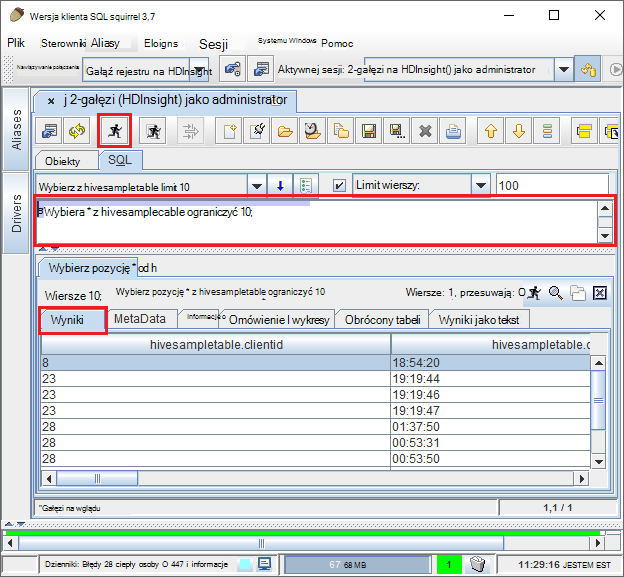 Wersja klienta SQL squirrel 3,7
Plik Sterowniki Aliasy Eloigns Sesji Systemu Windows Pomoc
Nawiązywanie połączenia Gałąź rejestru na HDInsight Aktywnej sesji: 2-gałęzi na HDInsight() jako administrator
Aliases
Drivers
× j 2-gałęzi (HDInsight) jako administrator
Obiekty SQL
Wybierz z hivesampletable limit 10 Limit wierszy: 100
Wybiera * z hivesamplecable ograniczyć 10;
Wybierz pozycję * od h
Wiersze 10; Wybierz pozycję * z hivesampletable ograniczyć 10 Wiersze: 1, przesuwają: O
Wyniki MetaData Informacje o Omówienie I wykresy Obrócony tabeli Wyniki jako tekst
hivesampletable.clientid hivesampletable.c
8 18:54:20
23 19:19:44
23 19:19:46
23 19:19:47
28 01:37:50
28 00:53:31
28 00:53:50
"Gałęzi na wglądu 1,1 / 1
Dzienniki: Błędy 28 ciepły osoby O 447 i informacje 67 68 MB 1 11:29:16 JESTEM EST